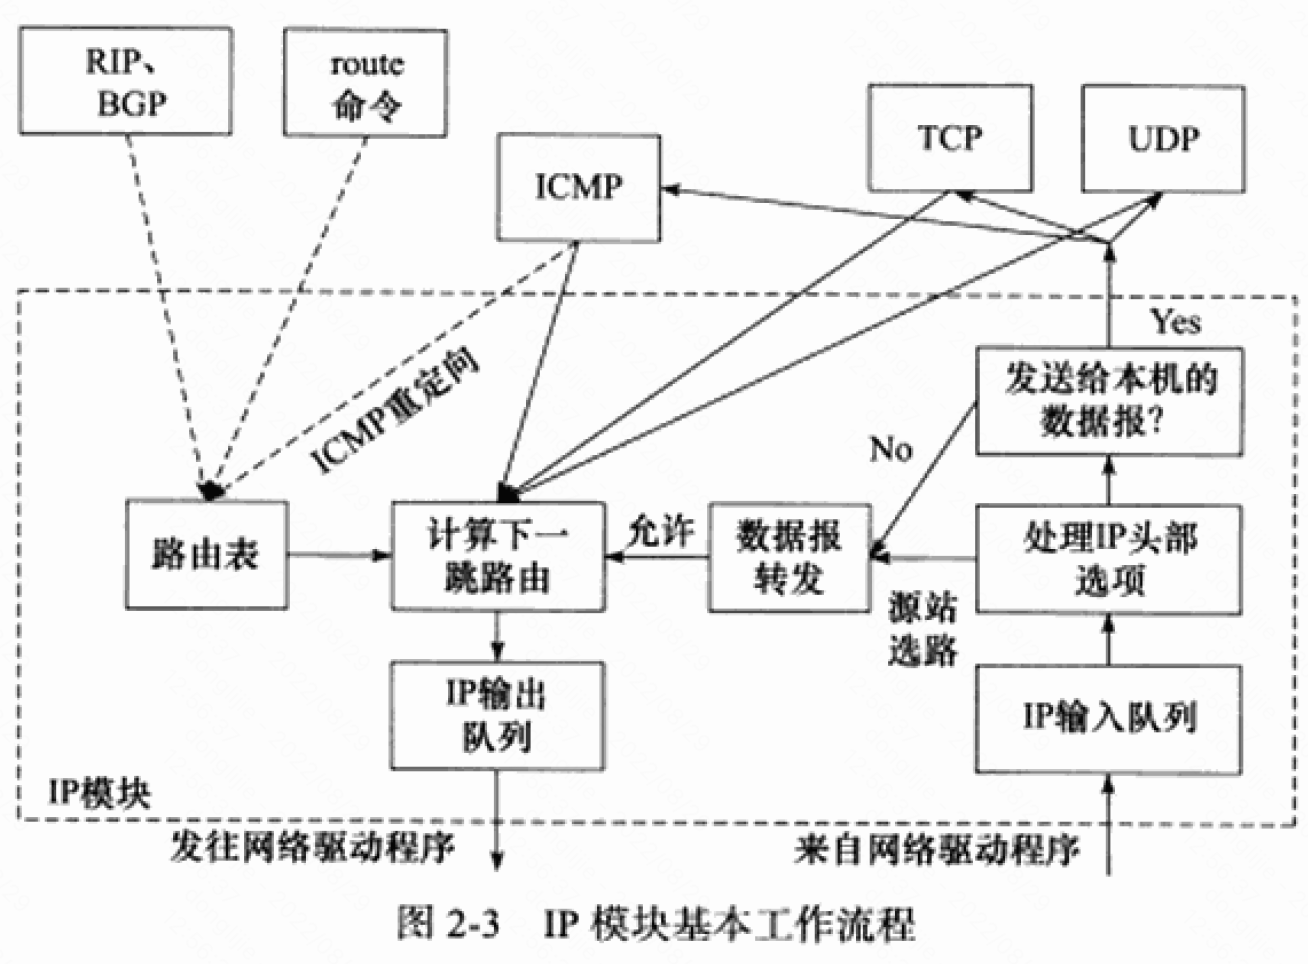 RIP、
BGP
route
命令
ICMP
TCP
UDP
Yes
ICMP重定向
发送给本机的
数据报?
No
路由表
计算下一
跳路由
允许
数据报
转发
处理IP头部
选项
源站
选路
IP输出
队列
IP输入队列
IP模块
发往网络驱动程序
来自网络驱动程序
图 2-3 IP 模块基本工作流程